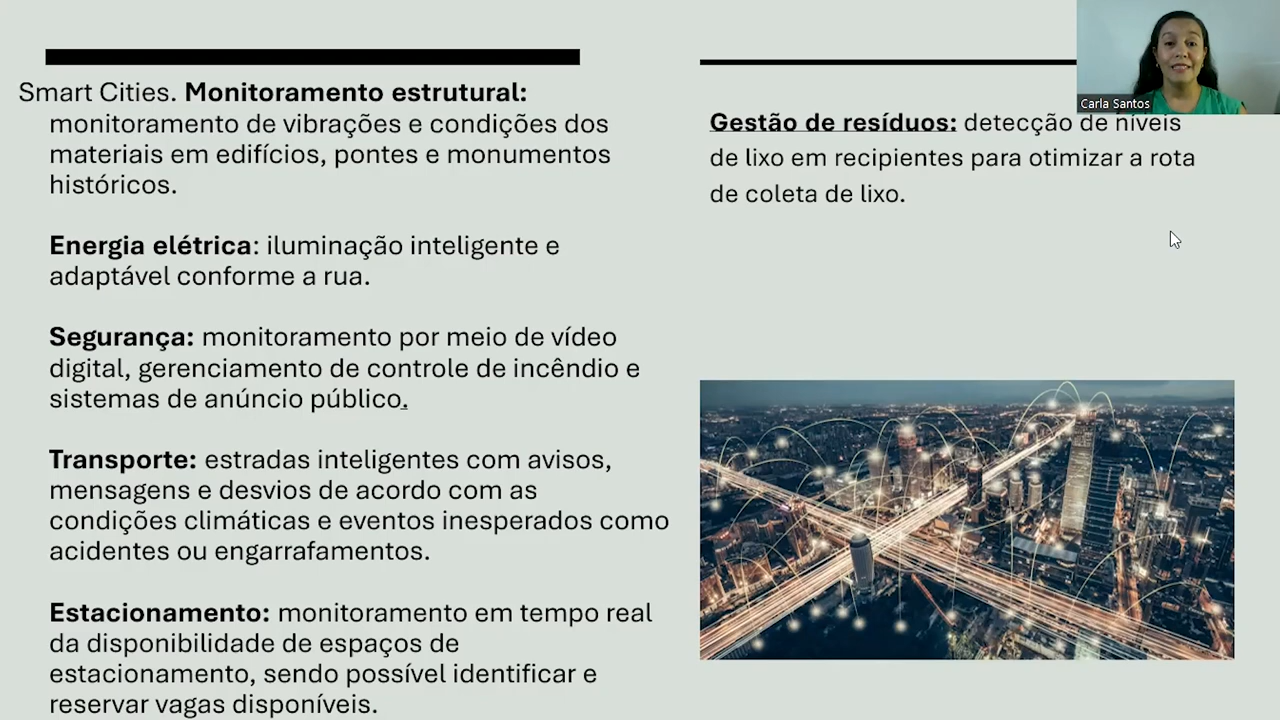 Smart Cities. Monitoramento estrutural:
monitoramento de vibrações e condições dos
materiais em edifícios, pontes e monumentos
históricos.
Energia elétrica: iluminação inteligente e
adaptável conforme a rua.
Segurança: monitoramento por meio de vídeo
digital, gerenciamento de controle de incêndio e
sistemas de anúncio público.
Transporte: estradas inteligentes com avisos,
mensagens e desvios de acordo com as
condições climáticas e eventos inesperados como
acidentes ou engarrafamentos.
Estacionamento: monitoramento em tempo real
da disponibilidade de espaços de
estacionamento, sendo possível identificar e
reservar vagas disponíveis.
Gestão de resíduos: detecção de níveis
de lixo em recipientes para otimizar a rota
de coleta de lixo.
Carla Santos